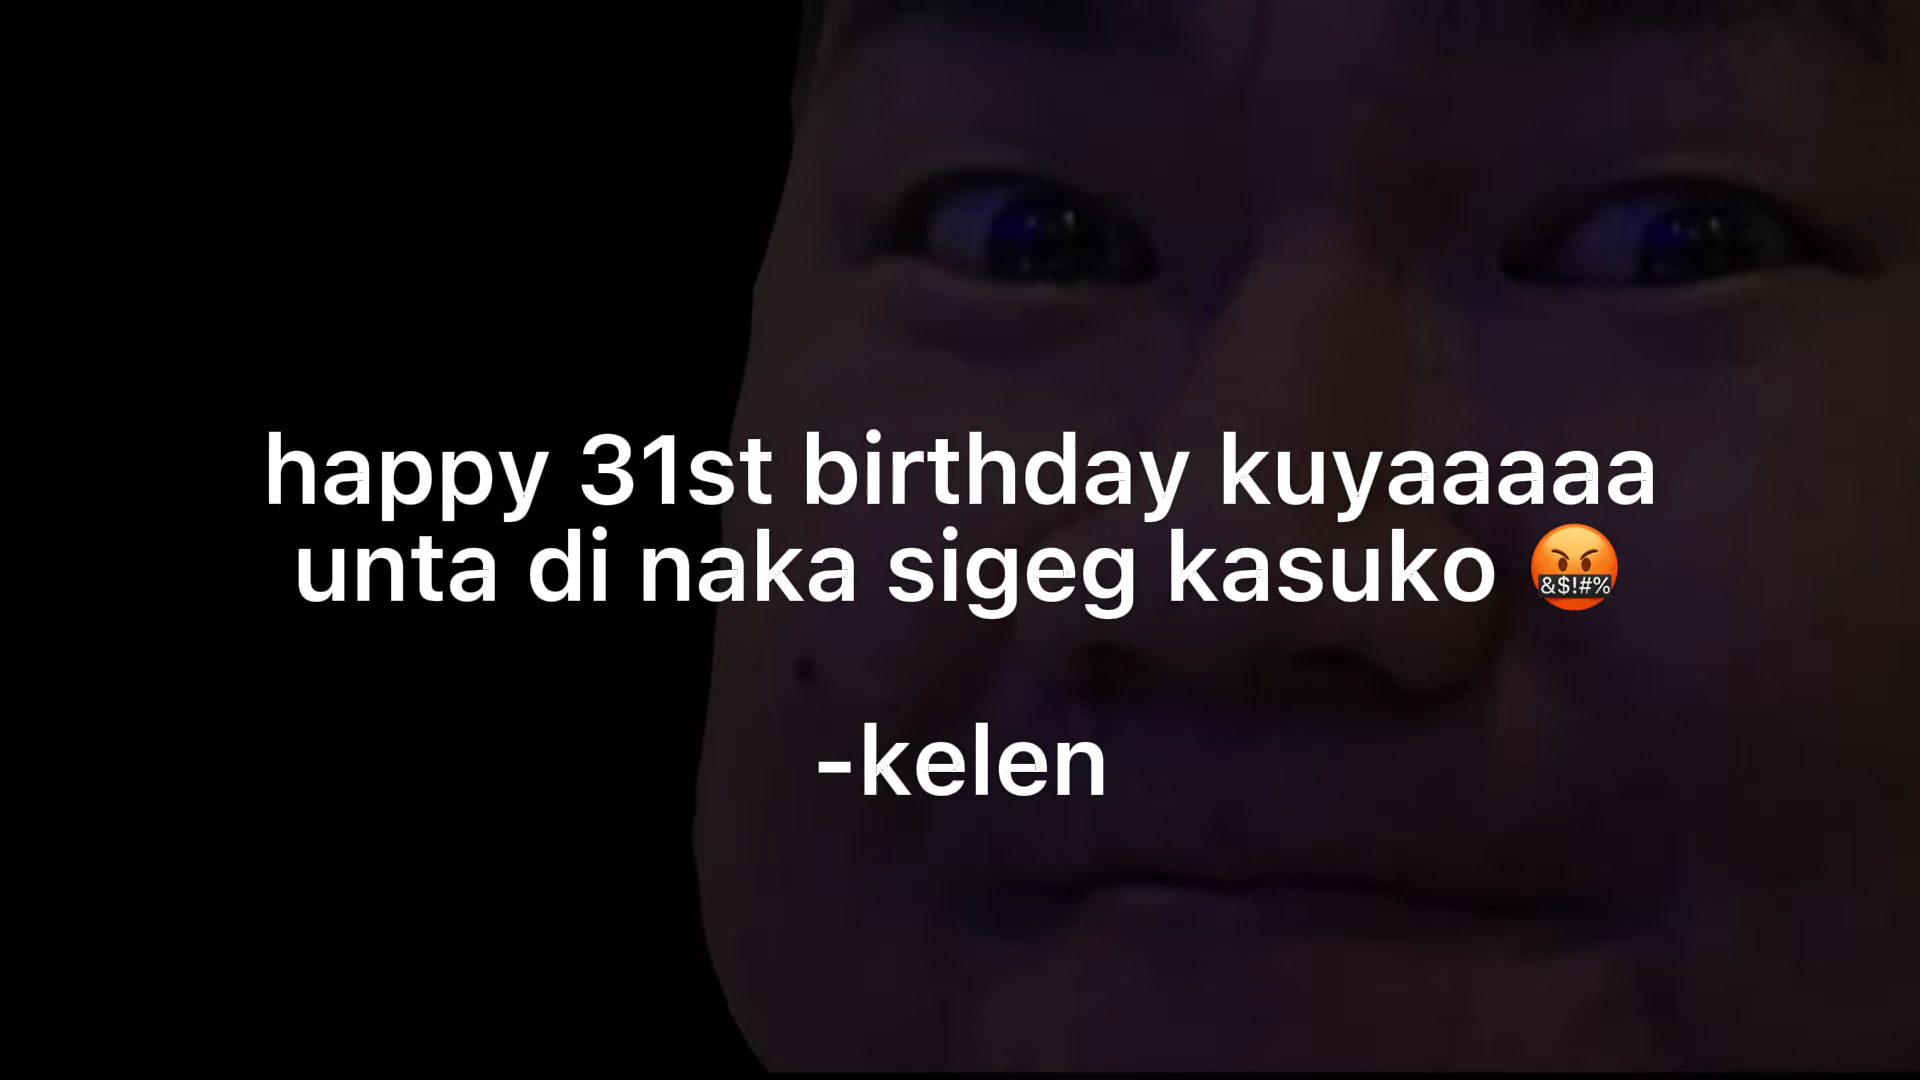 happy 31st birthday kuyaaaaa
unta di naka sigeg kasuko 🤬
-kelen